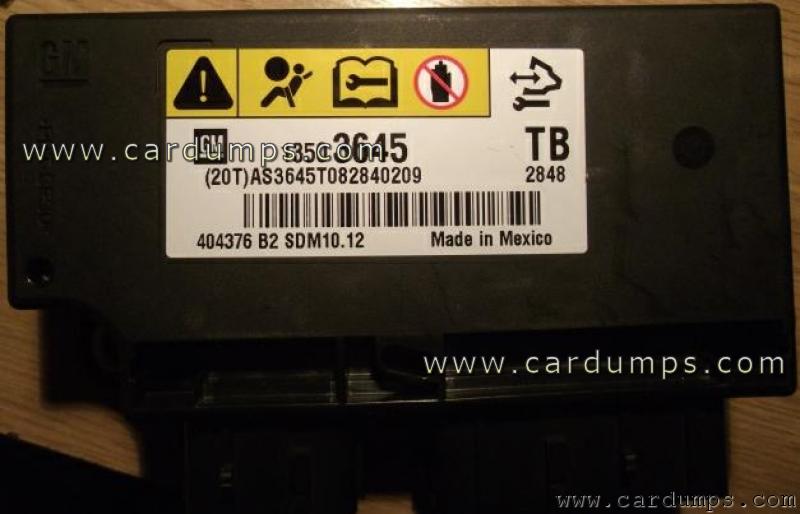 GM
GM 3513645 TB
(20T)AS3645T082840209 2848
404376 B2 SDM10.12 Made in Mexico
www.cardumps.com
www.cardumps.com
www.cardumps.com